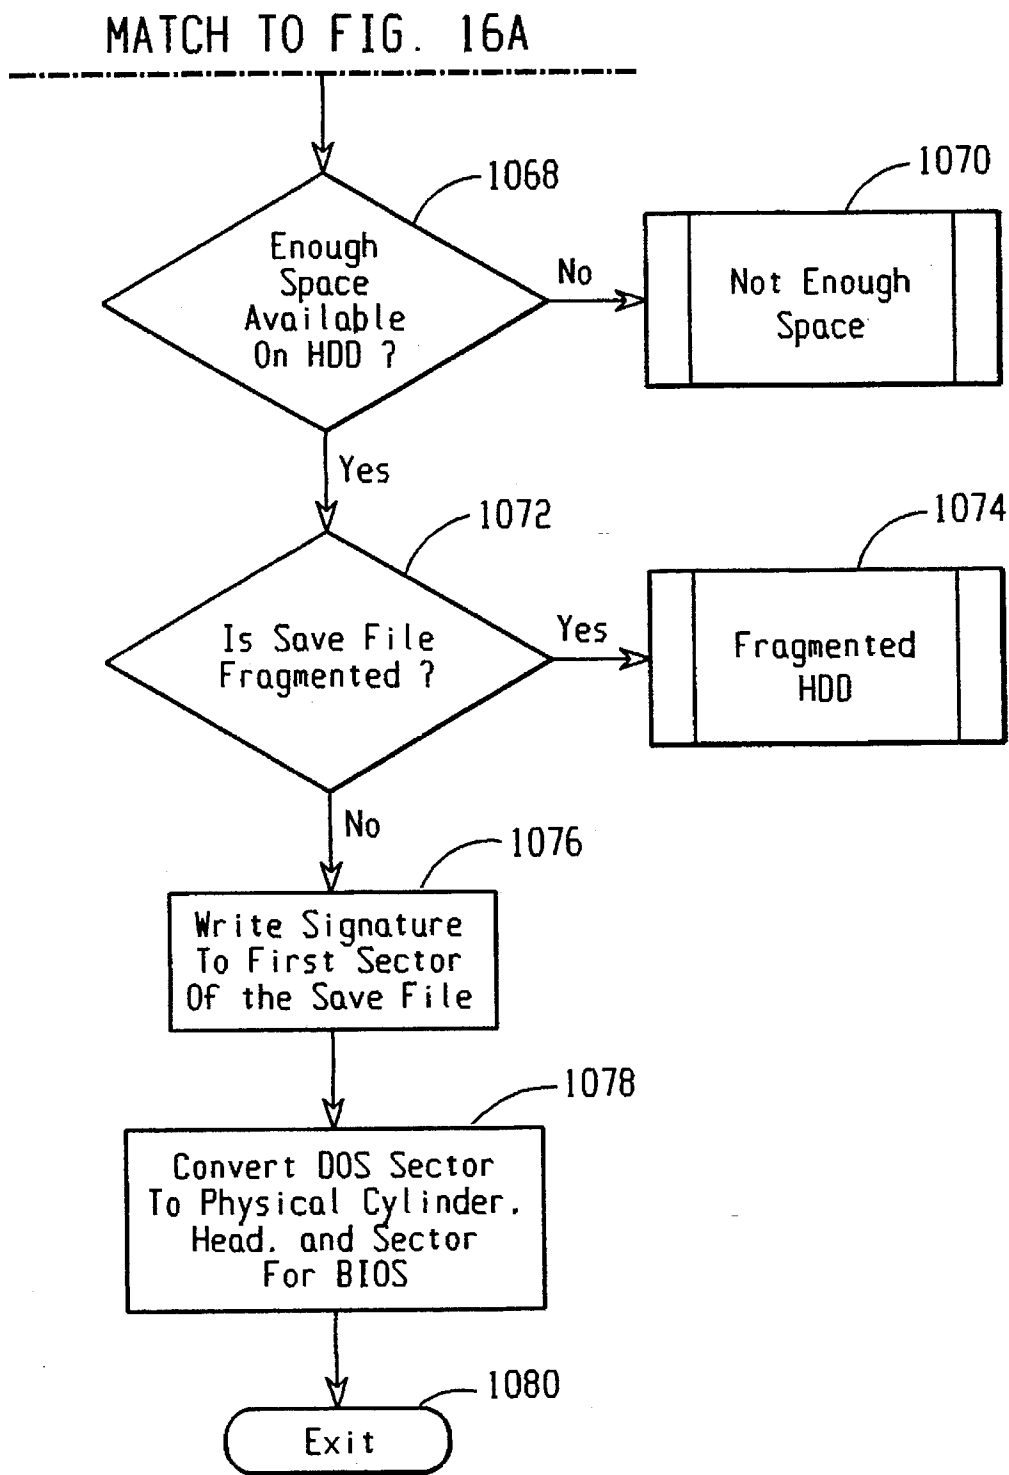 MATCH TO FIG. 16A
1068
1070
Enough
Space
Available
On HDD ?
No
Not Enough
Space
Yes
1072
1074
Is Save File
Fragmented ?
Yes
Fragmented
HDD
No
1076
Write Signature
To First Sector
Of the Save File
1078
Convert DOS Sector
To Physical Cylinder,
Head, and Sector
For BIOS
1080
Exit